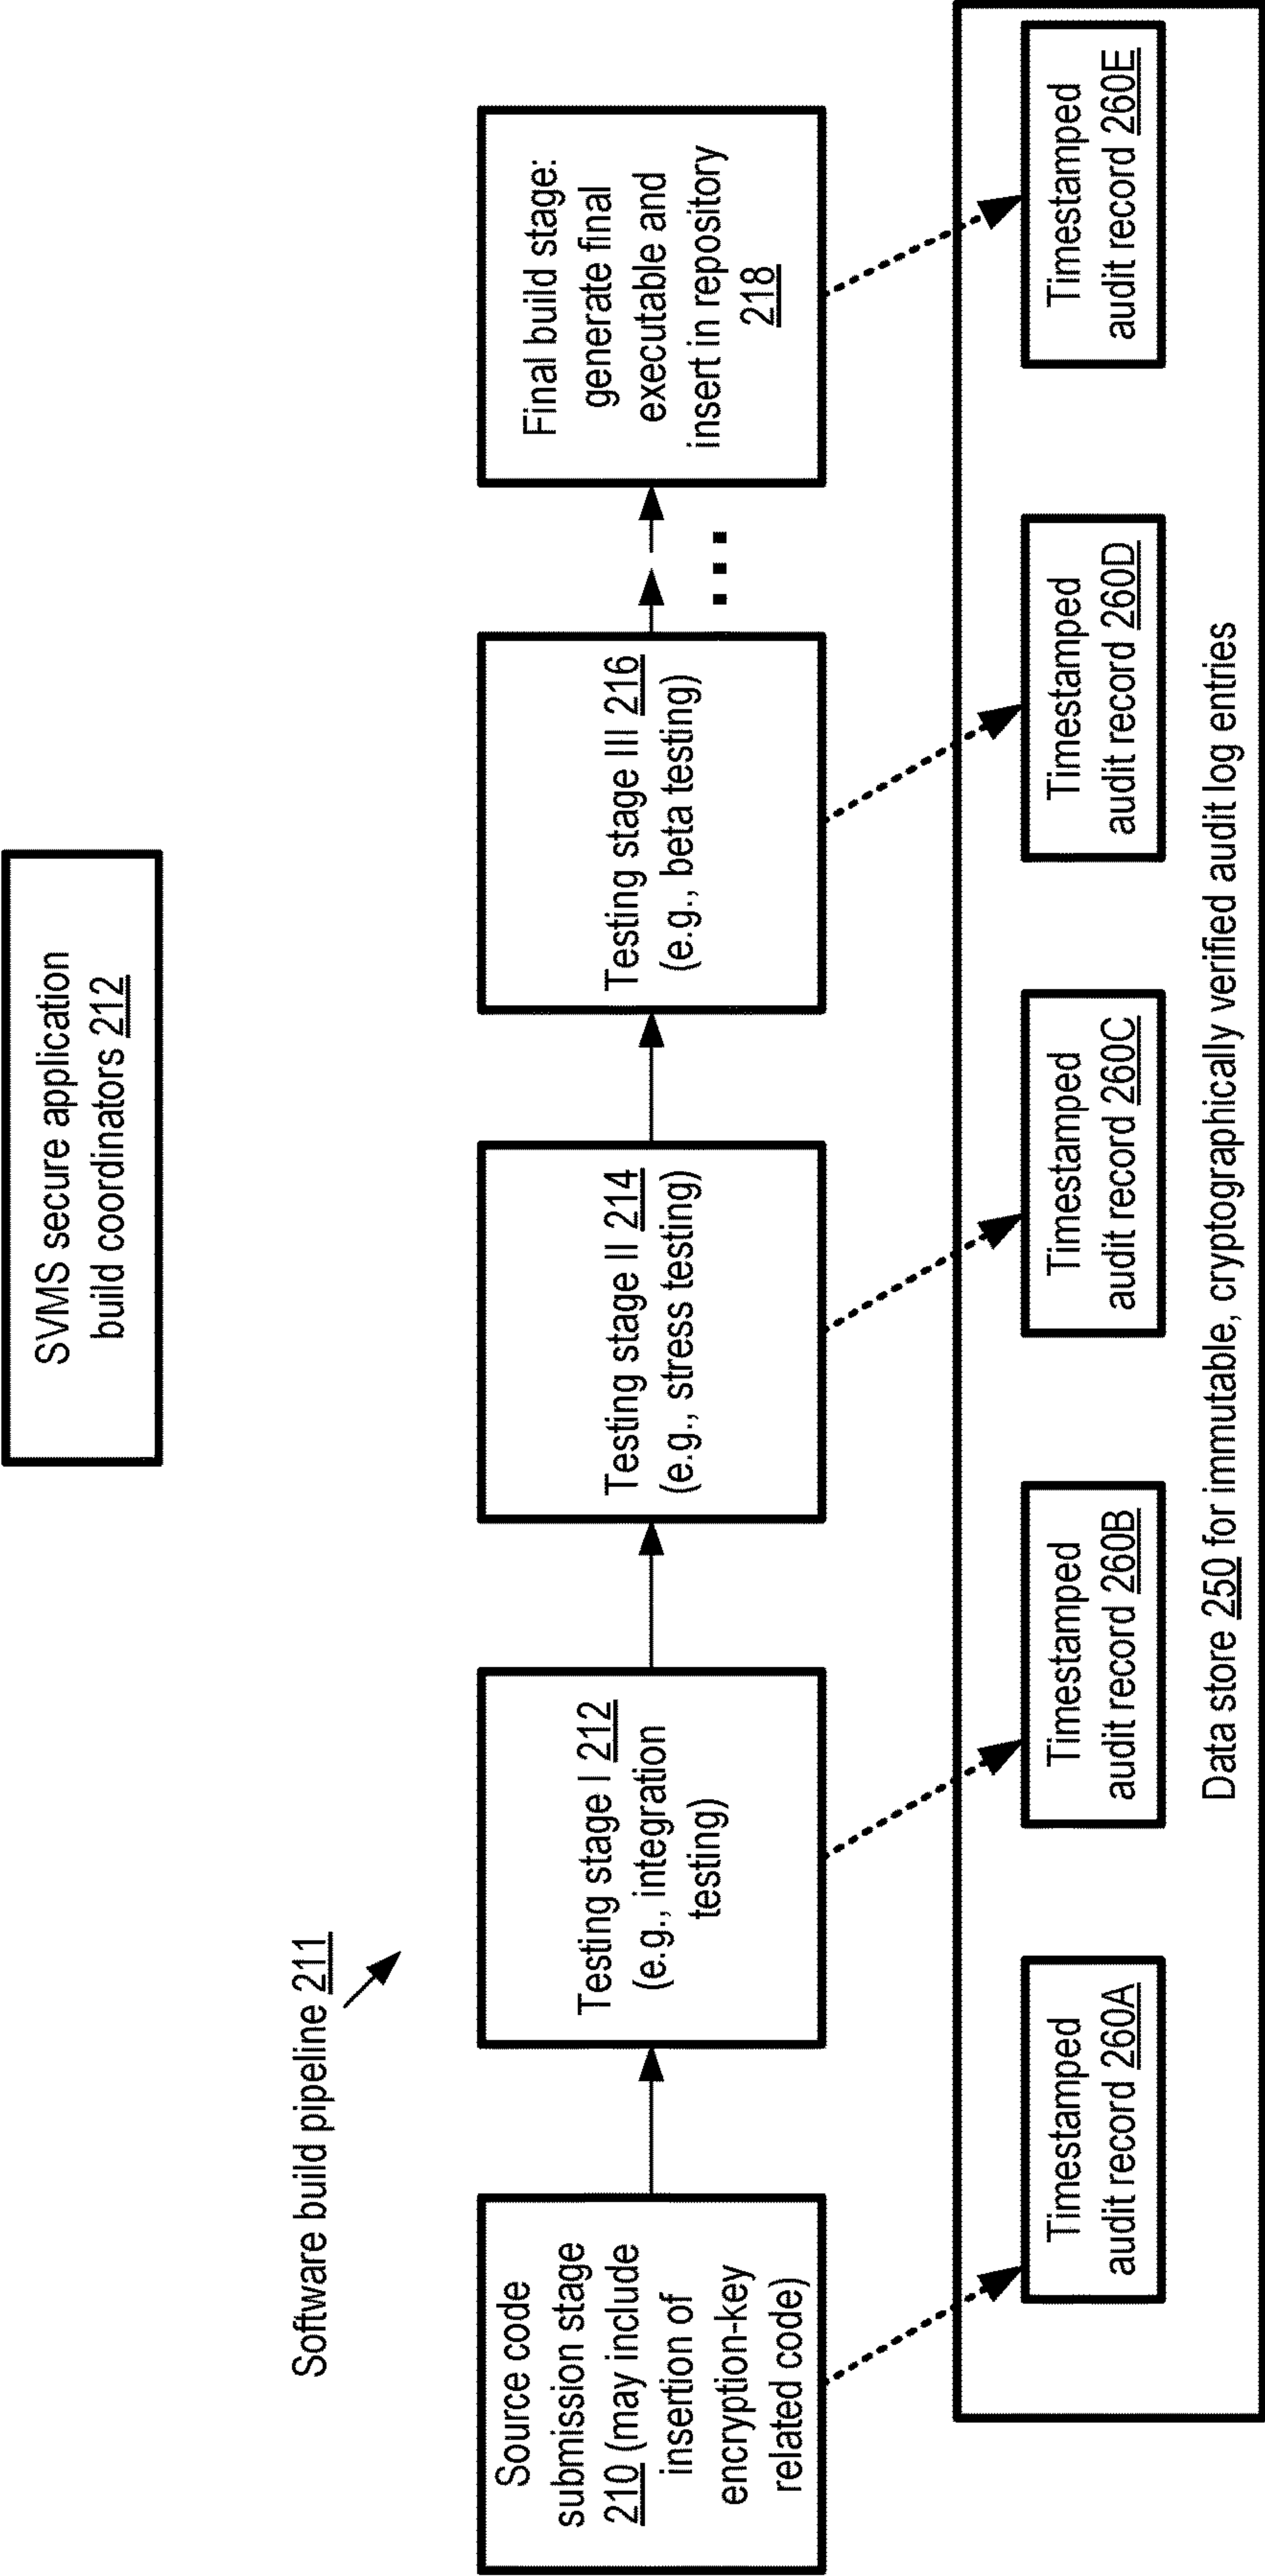 SVMS secure application
build coordinators 212
Software build pipeline 211
Source code
submission stage
210 (may include
insertion of
encryption-key
related code)
Testing stage I 212
(e.g., integration
testing)
Testing stage II 214
(e.g., stress testing)
Testing stage III 216
(e.g., beta testing)
...
Final build stage:
generate final
executable and
insert in repository
218
Timestamped
audit record 260A
Timestamped
audit record 260B
Timestamped
audit record 260C
Timestamped
audit record 260D
Timestamped
audit record 260E
Data store 250 for immutable, cryptographically verified audit log entries